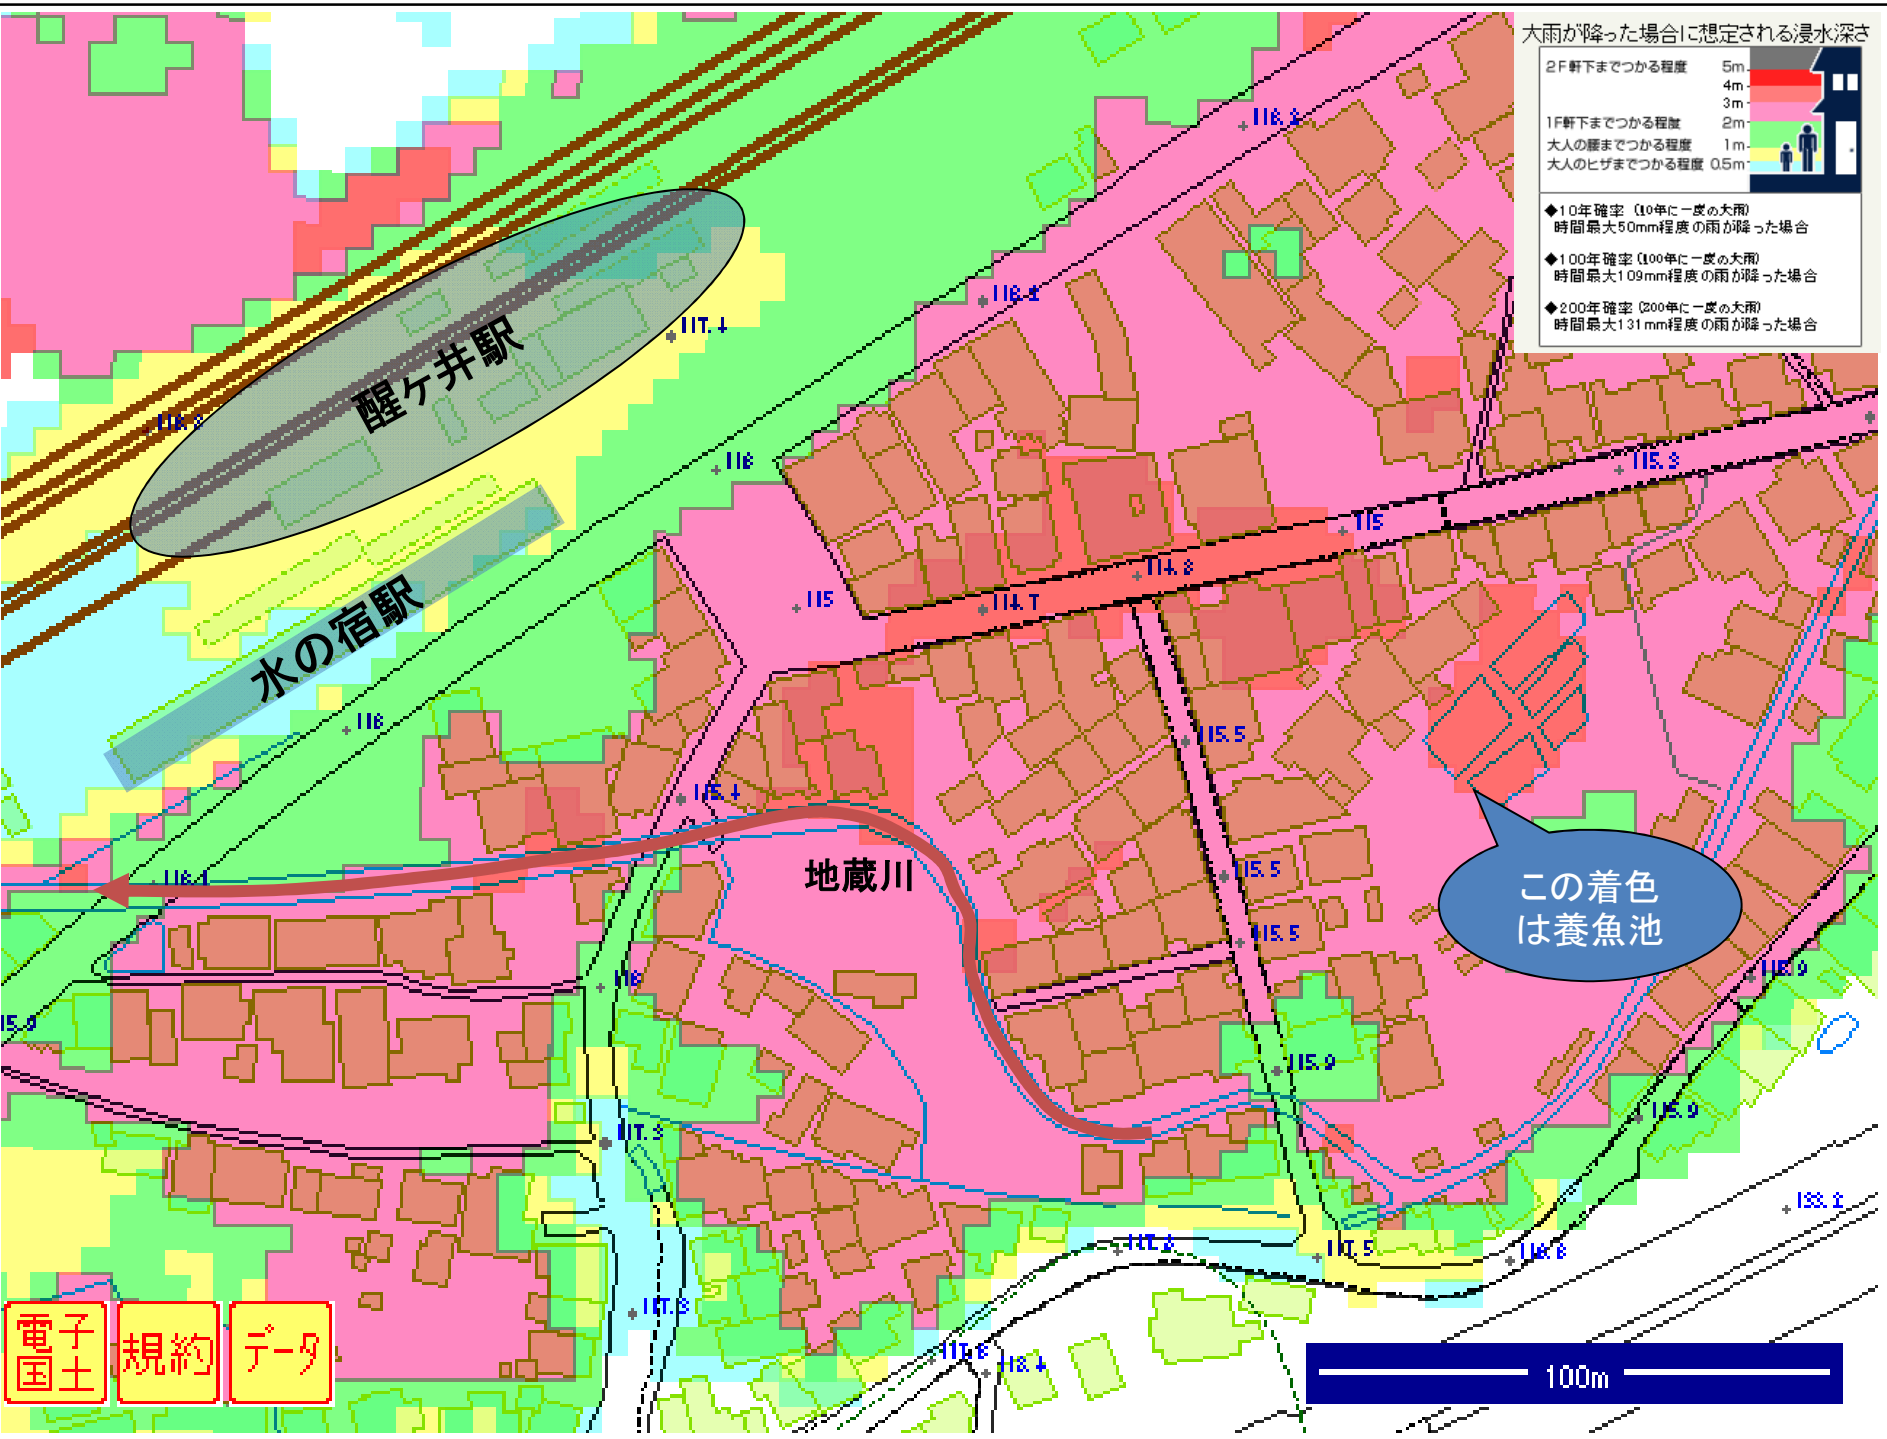 大雨が降った場合に想定される浸水深さ
2F軒下までつかる程度 5m
4m
3m
1F軒下までつかる程度 2m
大人の腰までつかる程度 1m
大人のヒザまでつかる程度 0.5m
◆10年確率 (10年に一度の大雨)
時間最大50mm程度の雨が降った場合
◆100年確率 (100年に一度の大雨)
時間最大109mm程度の雨が降った場合
◆200年確率 (200年に一度の大雨)
時間最大131mm程度の雨が降った場合
116.2
116.2
117.4
醒ヶ井駅
116
115.3
115
114.8
114.7
115
水の宿駅
116
115.5
115.4
地蔵川
116.1
115.5
この着色
は養魚池
115.5
115.9
116
15.9
115.9
115.9
117.3
133.2
117.5
117.3
118.4
電子
国土
規約
データ
100m